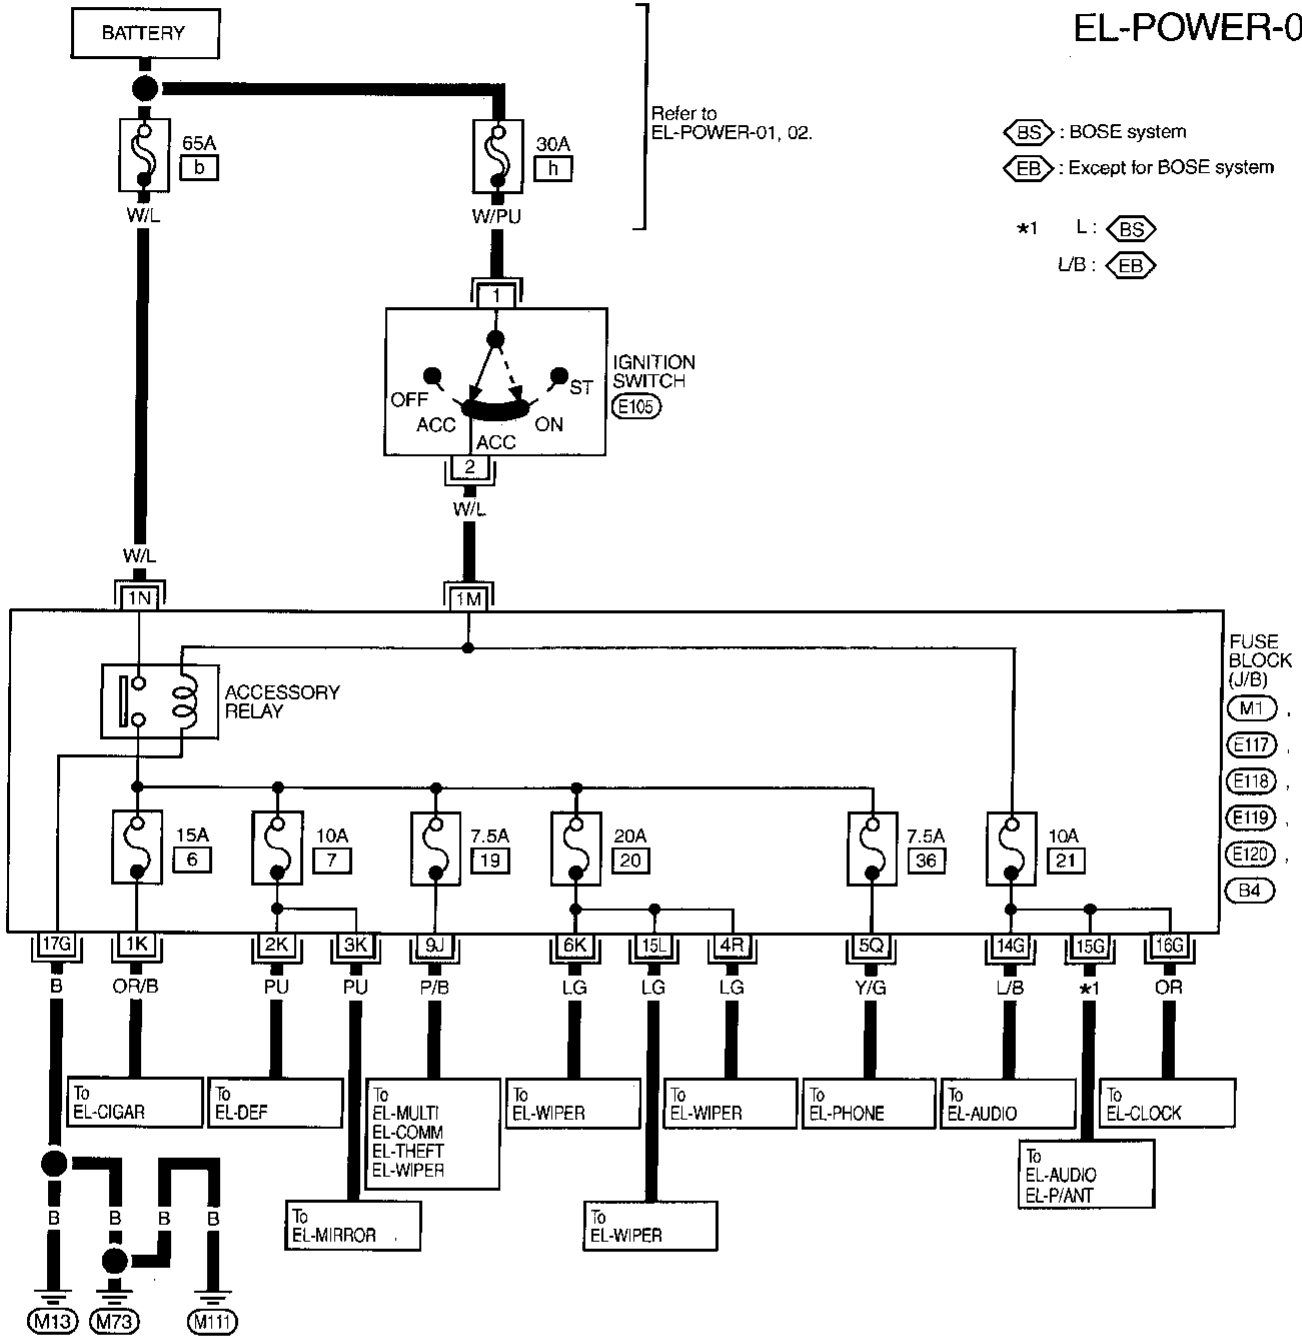 EL-POWER-0
BATTERY
Refer to
EL-POWER-01, 02.
BS : BOSE system
EB : Except for BOSE system
*1 L : BS
L/B : EB
65A
b
30A
h
W/L
W/PU
1
IGNITION
SWITCH
E105
OFF
ST
ACC
ON
ACC
2
W/L
W/L
1N
1M
FUSE
BLOCK
(J/B)
M1 ,
E117 ,
E118 ,
E119 ,
E120 ,
B4
ACCESSORY
RELAY
15A
6
10A
7
7.5A
19
20A
20
7.5A
36
10A
21
17G 1K 2K 3K 9J 6K 15L 4R 5Q 14G 15G 16G
B OR/B PU PU P/B LG LG LG Y/G L/B *1 OR
To
EL-CIGAR
To
EL-DEF
To
EL-MULTI
EL-COMM
EL-THEFT
EL-WIPER
To
EL-WIPER
To
EL-WIPER
To
EL-PHONE
To
EL-AUDIO
To
EL-CLOCK
To
EL-AUDIO
EL-P/ANT
To
EL-MIRROR
To
EL-WIPER
B B B B
M13 M73 M111